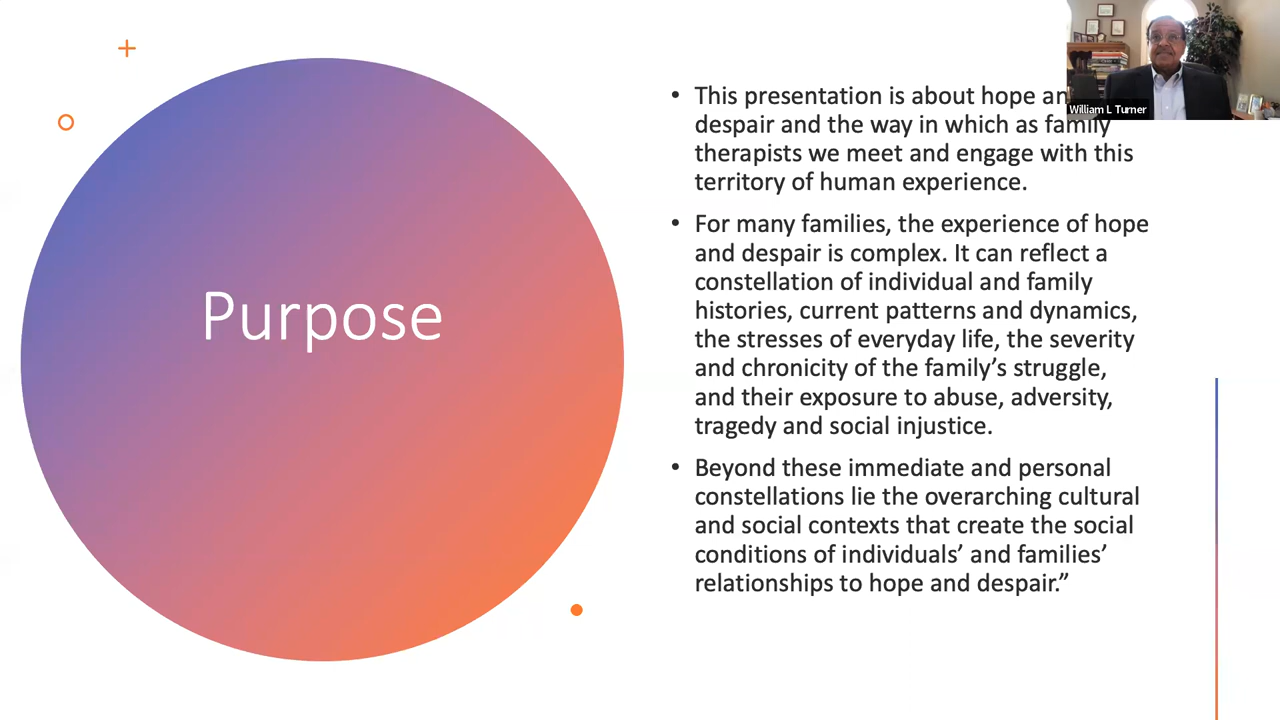 Purpose
• This presentation is about hope an
despair and the way in which as family
therapists we meet and engage with this
territory of human experience.
• For many families, the experience of hope
and despair is complex. It can reflect a
constellation of individual and family
histories, current patterns and dynamics,
the stresses of everyday life, the severity
and chronicity of the family’s struggle,
and their exposure to abuse, adversity,
tragedy and social injustice.
• Beyond these immediate and personal
constellations lie the overarching cultural
and social contexts that create the social
conditions of individuals’ and families’
relationships to hope and despair.”
William L Turner